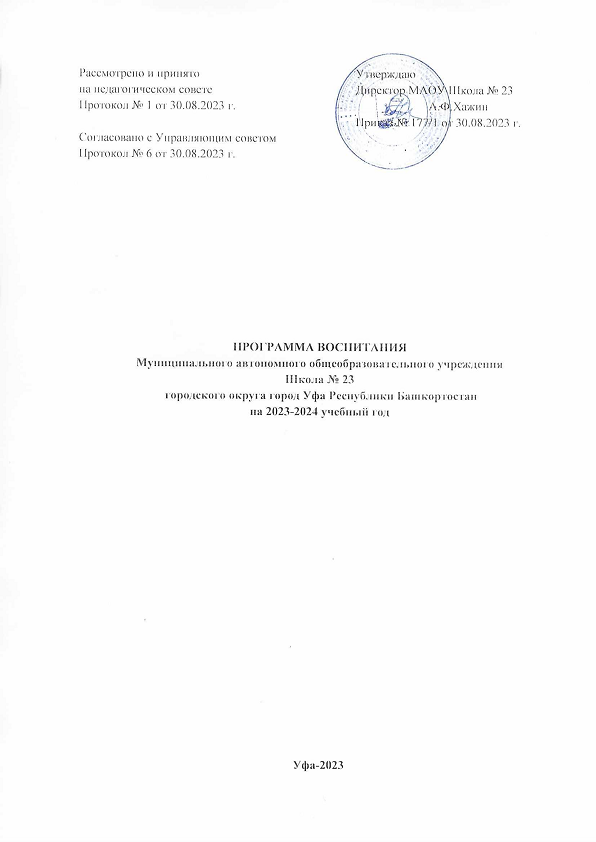 Рассмотрено и принято
на педагогическом совете
Протокол № 1 от 30.08.2023 г.
Согласовано с Управляющим советом
Протокол № 6 от 30.08.2023 г.
Утверждаю
Директор МАОУ Школа № 23
А.Ф.Хажин
Приказ № 177/1 от 30.08.2023 г.
ПРОГРАММА ВОСПИТАНИЯ
Муниципального автономного общеобразовательного учреждения
Школа № 23
городского округа город Уфа Республики Башкортостан
на 2023-2024 учебный год
Уфа-2023